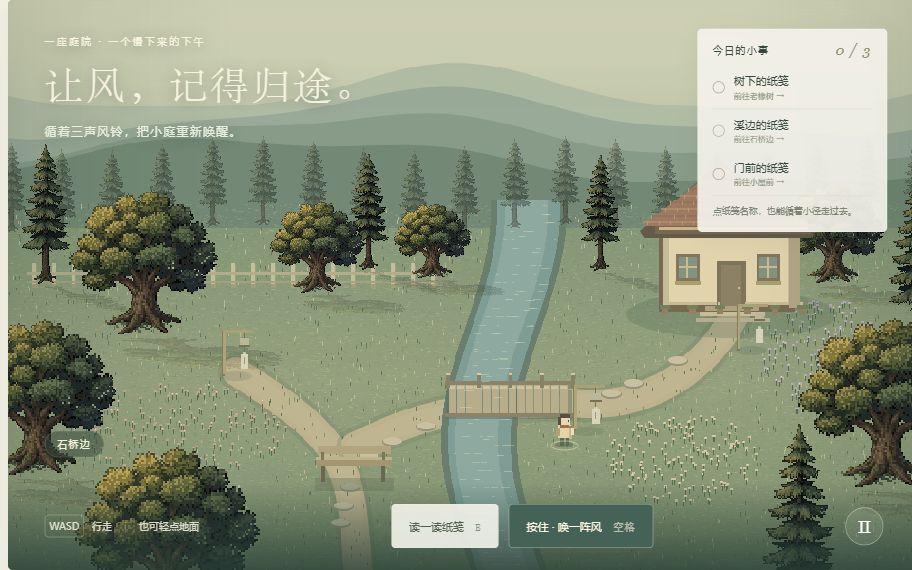 一座庭院 · 一个慢下来的下午
让风，记得归途。
循着三声风铃，把小庭重新唤醒。
今日的小事 0 / 3
树下的纸笺
前往老橡树 →
溪边的纸笺
前往石桥边 →
门前的纸笺
前往小屋前 →
点纸笺名称，也能循着小径走过去。
石桥边
WASD 行走 也可轻点地面
读一读纸笺 E
按住 · 唤一阵风 空格
II